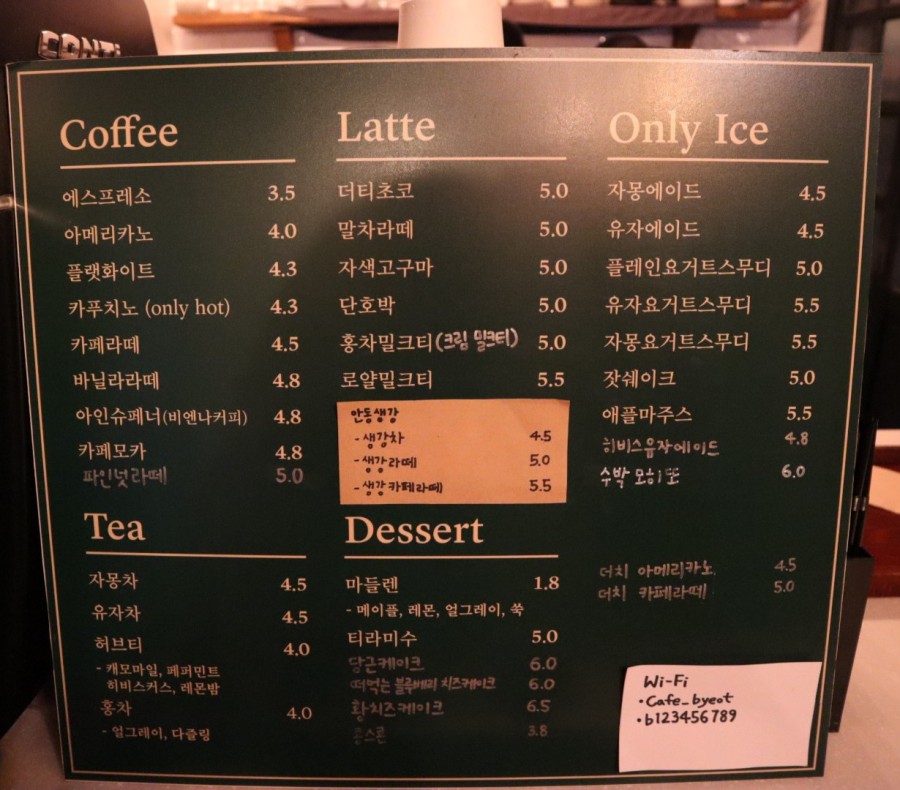 CONTI
Coffee
에스프레소 3.5
아메리카노 4.0
플랫화이트 4.3
카푸치노 (only hot) 4.3
카페라떼 4.5
바닐라라떼 4.8
아인슈페너(비엔나커피) 4.8
카페모카 4.8
파인넛라떼 5.0
Latte
더티초코 5.0
말차라떼 5.0
자색고구마 5.0
단호박 5.0
홍차밀크티(크림 밀크티) 5.0
로얄밀크티 5.5
안동생강
- 생강차 4.5
- 생강라떼 5.0
- 생강카페라떼 5.5
Only Ice
자몽에이드 4.5
유자에이드 4.5
플레인요거트스무디 5.0
유자요거트스무디 5.5
자몽요거트스무디 5.5
잣쉐이크 5.0
애플마주스 5.5
히비스유자에이드 4.8
수박 모히또 6.0
더치 아메리카노 4.5
더치 카페라떼 5.0
Tea
자몽차 4.5
유자차 4.5
허브티 4.0
- 캐모마일, 페퍼민트
히비스커스, 레몬밤
홍차 4.0
- 얼그레이, 다즐링
Dessert
마들렌 1.8
- 메이플, 레몬, 얼그레이, 쑥
티라미수 5.0
당근케이크 6.0
떠먹는 블루베리 치즈케이크 6.0
황치즈케이크 6.5
3.8
Wi-Fi
·Cafe_byeot
·b123456789